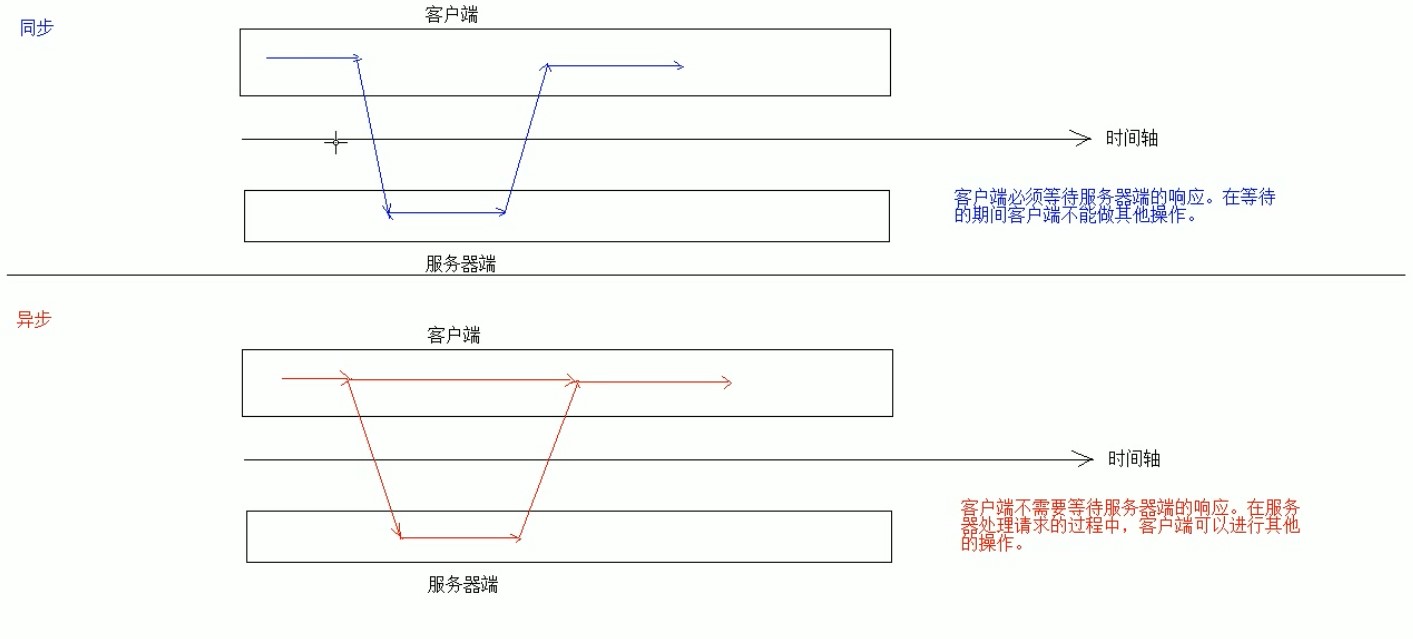 同步
客户端
时间轴
客户端必须等待服务器端的响应。在等待
的期间客户端不能做其他操作。
服务器端
异步
客户端
时间轴
客户端不需要等待服务器端的响应。在服务
器处理请求的过程中，客户端可以进行其他
的操作。
服务器端